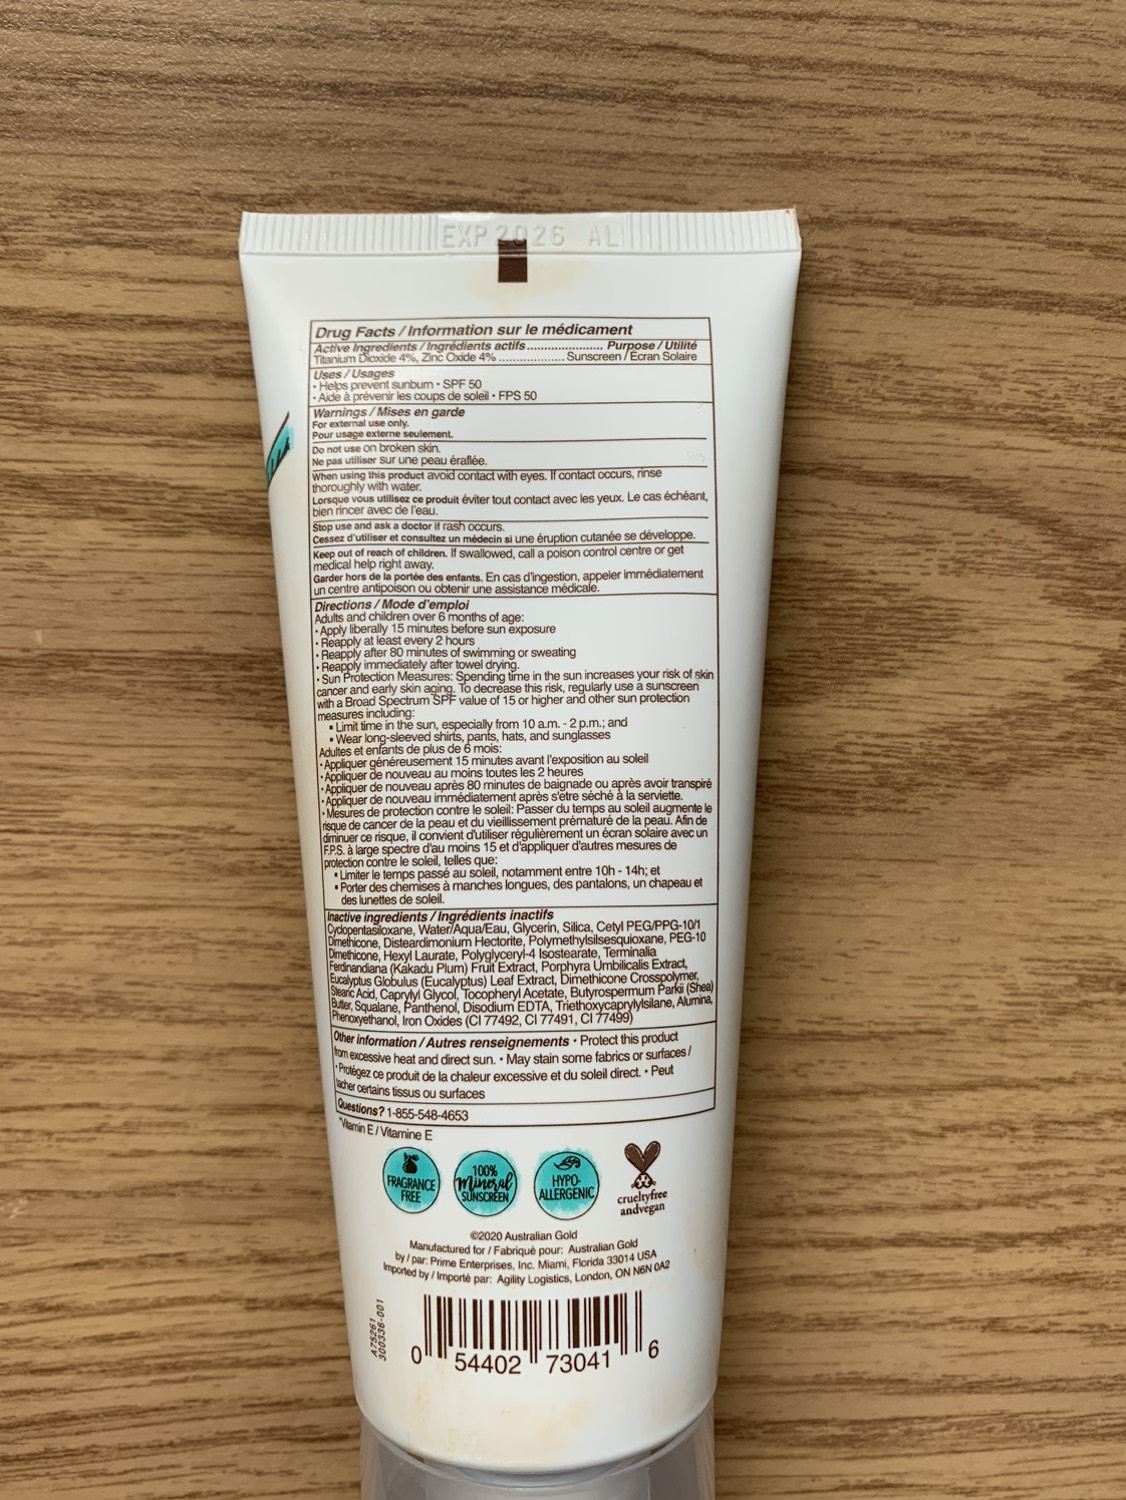 EXP 2026 AL
Drug Facts / Information sur le médicament
Active Ingredients / Ingrédients actifs ...................... Purpose / Utilité
Titanium Dioxide 4%, Zinc Oxide 4% ................... Sunscreen / Écran Solaire
Uses / Usages
• Helps prevent sunburn • SPF 50
• Aide à prévenir les coups de soleil • FPS 50
Warnings / Mises en garde
For external use only.
Pour usage externe seulement.
Do not use on broken skin.
Ne pas utiliser sur une peau éraflée.
When using this product avoid contact with eyes. If contact occurs, rinse
thoroughly with water.
Lorsque vous utilisez ce produit éviter tout contact avec les yeux. Le cas échéant,
bien rincer avec de l'eau.
Stop use and ask a doctor if rash occurs.
Cessez d'utiliser et consultez un médecin si une éruption cutanée se développe.
Keep out of reach of children. If swallowed, call a poison control centre or get
medical help right away.
Garder hors de la portée des enfants. En cas d'ingestion, appeler immédiatement
un centre antipoison ou obtenir une assistance médicale.
Directions / Mode d'emploi
Adults and children over 6 months of age:
• Apply liberally 15 minutes before sun exposure
• Reapply at least every 2 hours
• Reapply after 80 minutes of swimming or sweating
• Reapply immediately after towel drying.
• Sun Protection Measures: Spending time in the sun increases your risk of skin
cancer and early skin aging. To decrease this risk, regularly use a sunscreen
with a Broad Spectrum SPF value of 15 or higher and other sun protection
measures including:
▪ Limit time in the sun, especially from 10 a.m. - 2 p.m.; and
▪ Wear long-sleeved shirts, pants, hats, and sunglasses
Adultes et enfants de plus de 6 mois:
• Appliquer généreusement 15 minutes avant l'exposition au soleil
• Appliquer de nouveau au moins toutes les 2 heures
• Appliquer de nouveau après 80 minutes de baignade ou après avoir transpiré
• Appliquer de nouveau immédiatement après s'être séché à la serviette.
• Mesures de protection contre le soleil: Passer du temps au soleil augmente le
risque de cancer de la peau et du vieillissement prématuré de la peau. Afin de
diminuer ce risque, il convient d'utiliser régulièrement un écran solaire avec un
F.P.S. à large spectre d'au moins 15 et d'appliquer d'autres mesures de
protection contre le soleil, telles que:
▪ Limiter le temps passé au soleil, notamment entre 10h - 14h; et
▪ Porter des chemises à manches longues, des pantalons, un chapeau et
des lunettes de soleil.
Inactive ingredients / Ingrédients inactifs
Cyclopentasiloxane, Water/Aqua/Eau, Glycerin, Silica, Cetyl PEG/PPG-10/1
Dimethicone, Disteardimonium Hectorite, Polymethylsilsesquioxane, PEG-10
Dimethicone, Hexyl Laurate, Polyglyceryl-4 Isostearate, Terminalia
Ferdinandiana (Kakadu Plum) Fruit Extract, Porphyra Umbilicalis Extract,
Eucalyptus Globulus (Eucalyptus) Leaf Extract, Dimethicone Crosspolymer,
Stearic Acid, Caprylyl Glycol, Tocopheryl Acetate, Butyrospermum Parkii (Shea)
Butter, Squalane, Panthenol, Disodium EDTA, Triethoxycaprylylsilane, Alumina,
Phenoxyethanol, Iron Oxides (CI 77492, CI 77491, CI 77499)
Other information / Autres renseignements • Protect this product
from excessive heat and direct sun. • May stain some fabrics or surfaces /
• Protégez ce produit de la chaleur excessive et du soleil direct. • Peut
tacher certains tissus ou surfaces
Questions? 1-855-548-4653
*Vitamin E / Vitamine E
FRAGRANCE
FREE
100%
Mineral
SUNSCREEN
HYPO-
ALLERGENIC
crueltyfree
andvegan
©2020 Australian Gold
Manufactured for / Fabriqué pour: Australian Gold
by / par: Prime Enterprises, Inc. Miami, Florida 33014 USA
Imported by / Importé par: Agility Logistics, London, ON N6N 0A2
A75261
300336-001
0 54402 73041 6